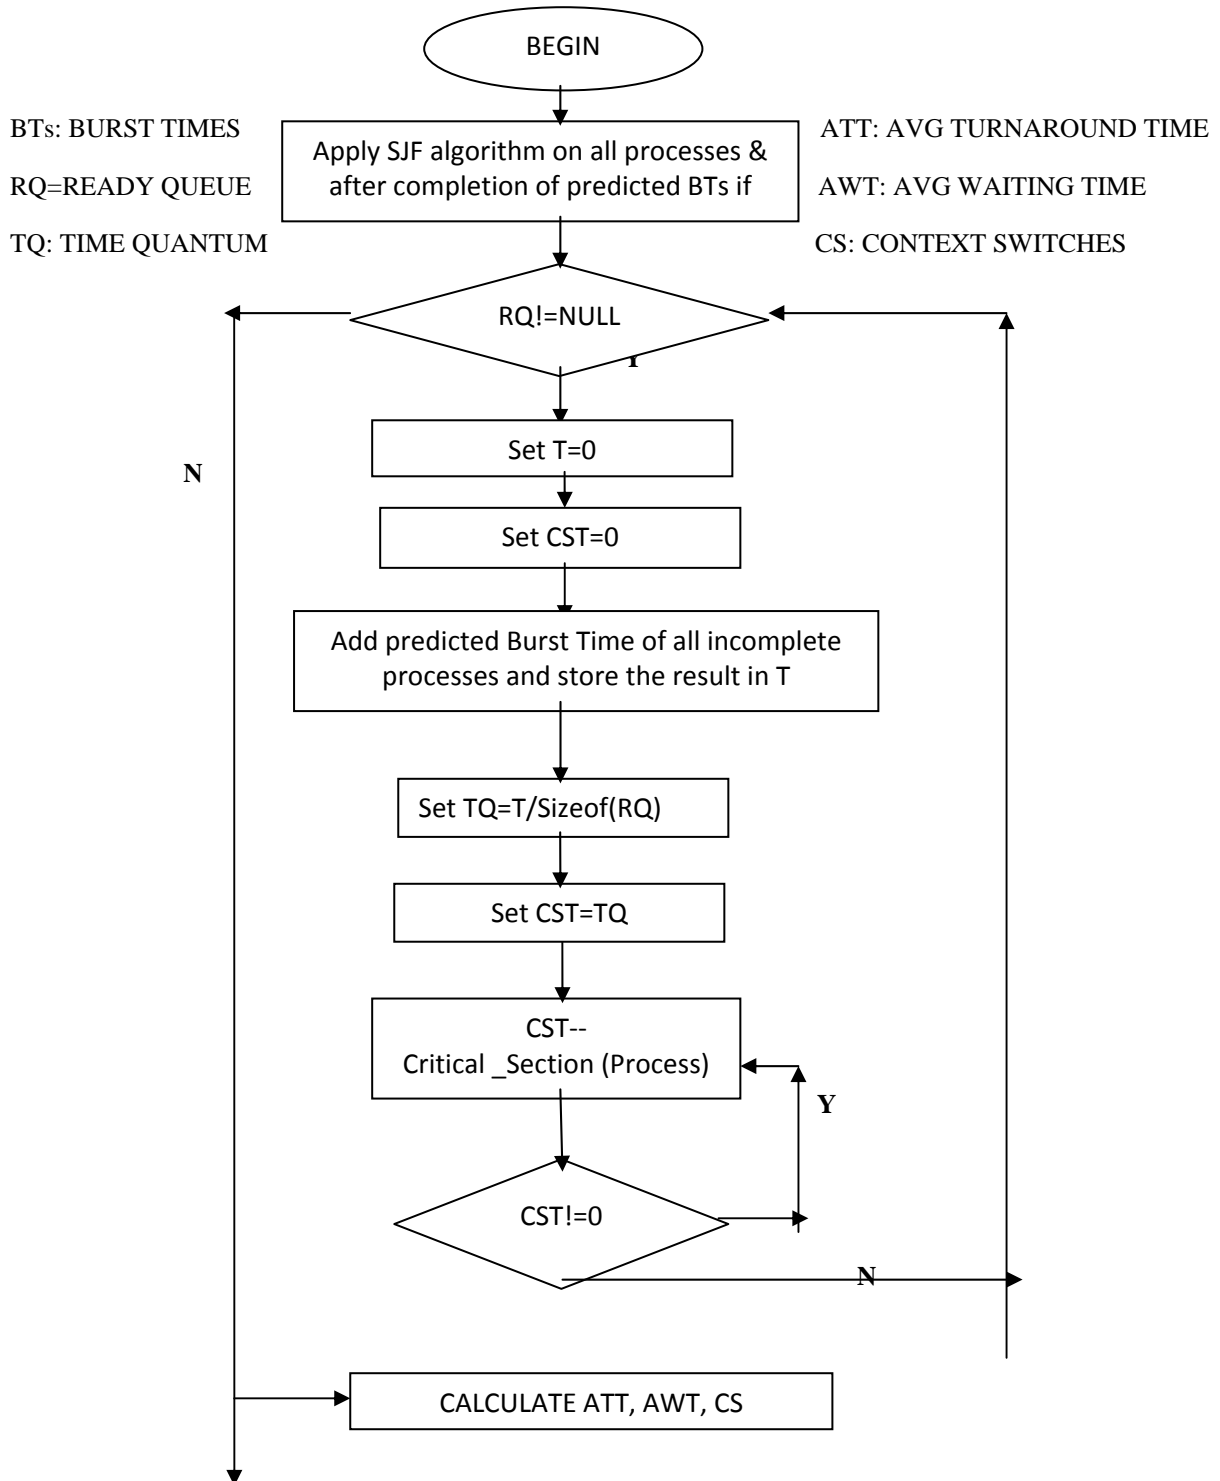 BEGIN
BTs: BURST TIMES
ATT: AVG TURNAROUND TIME
Apply SJF algorithm on all processes &
after completion of predicted BTs if
RQ=READY QUEUE
AWT: AVG WAITING TIME
TQ: TIME QUANTUM
CS: CONTEXT SWITCHES
RQ!=NULL
Y
Set T=0
N
Set CST=0
Add predicted Burst Time of all incomplete
processes and store the result in T
Set TQ=T/Sizeof(RQ)
Set CST=TQ
CST--
Critical _Section (Process)
Y
CST!=0
N
CALCULATE ATT, AWT, CS